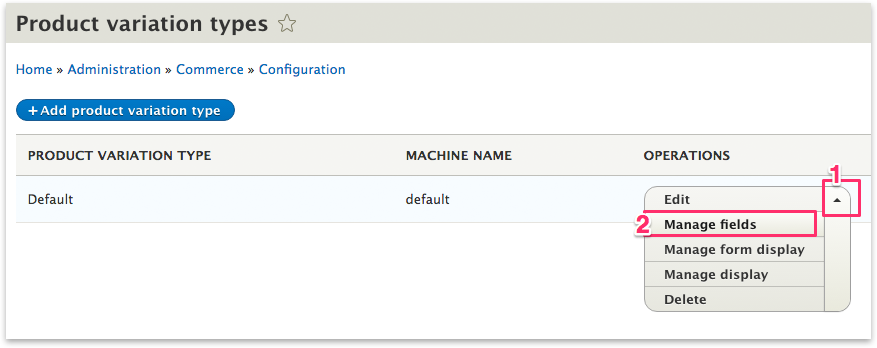 Product variation types
Home » Administration » Commerce » Configuration
+ Add product variation type
PRODUCT VARIATION TYPE MACHINE NAME OPERATIONS
1
Default default Edit
2 Manage fields
Manage form display
Manage display
Delete